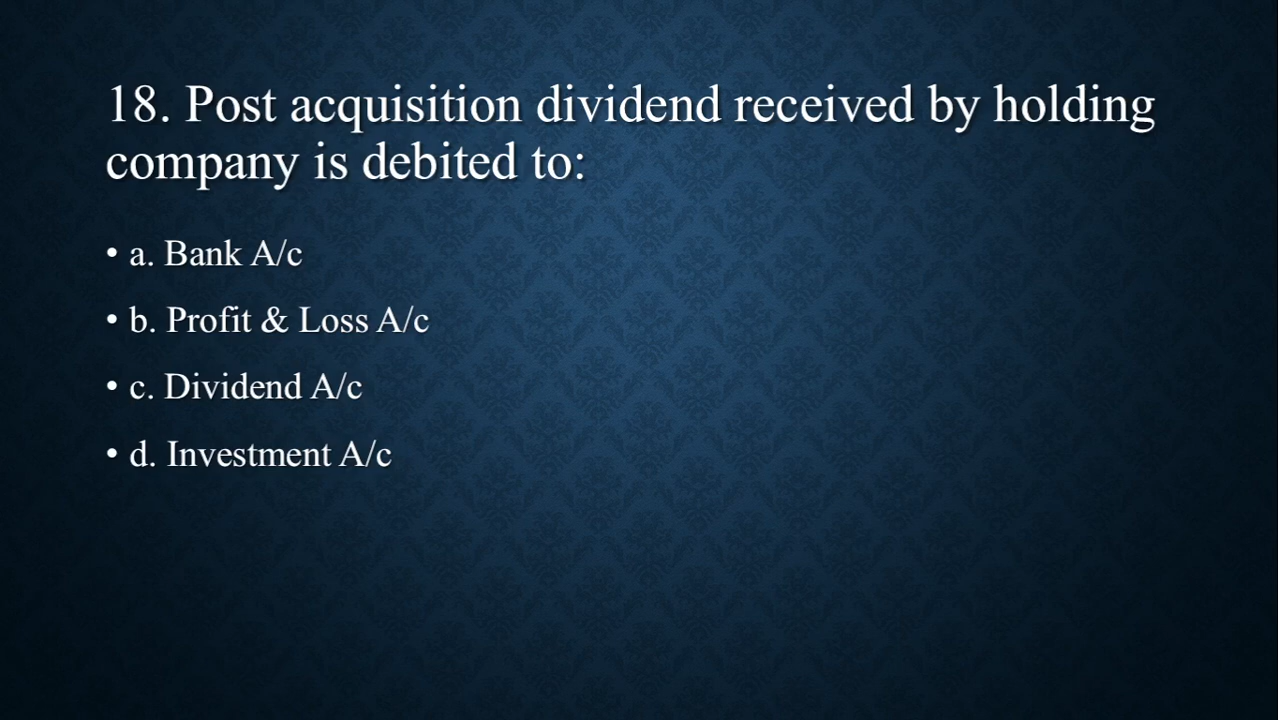 18. Post acquisition dividend received by holding
company is debited to:
• a. Bank A/c
• b. Profit & Loss A/c
• c. Dividend A/c
• d. Investment A/c